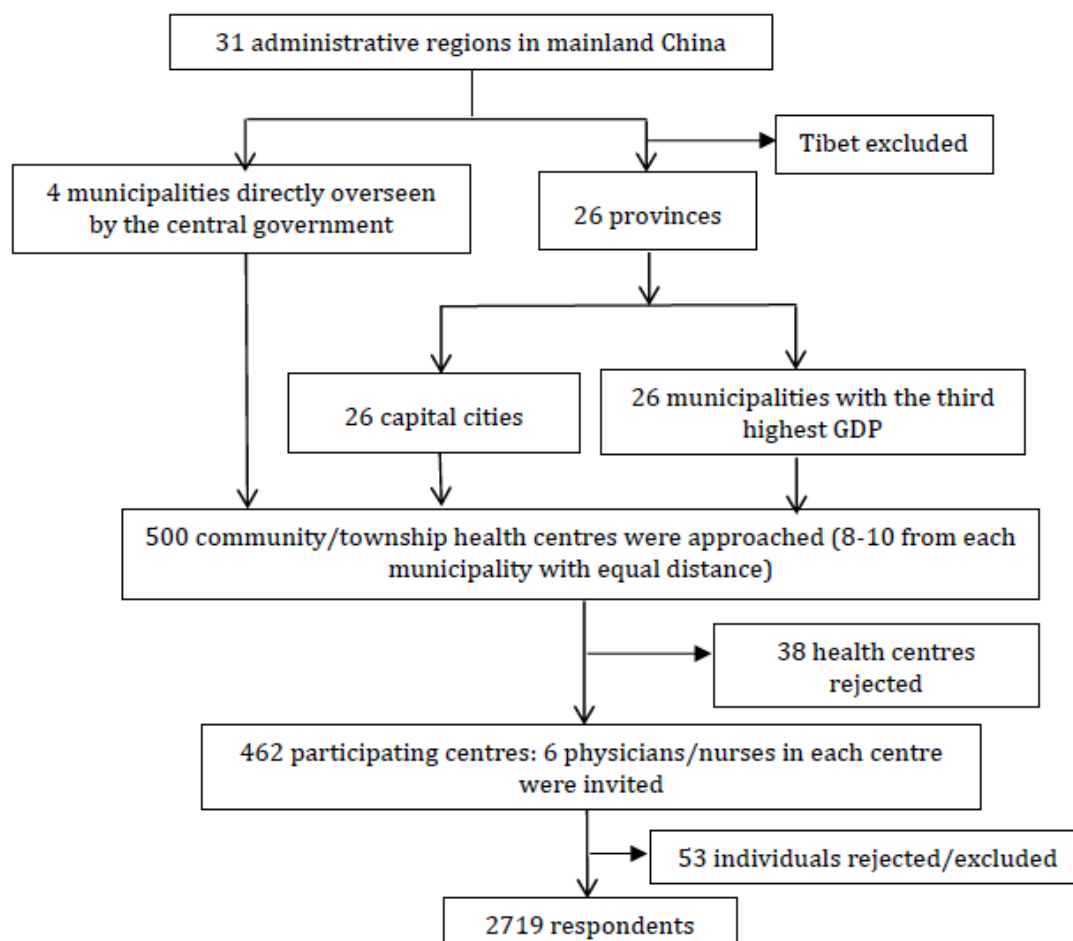 31 administrative regions in mainland China
Tibet excluded
4 municipalities directly overseen
by the central government
26 provinces
26 capital cities
26 municipalities with the third
highest GDP
500 community/township health centres were approached (8-10 from each
municipality with equal distance)
38 health centres
rejected
462 participating centres: 6 physicians/nurses in each centre
were invited
53 individuals rejected/excluded
2719 respondents